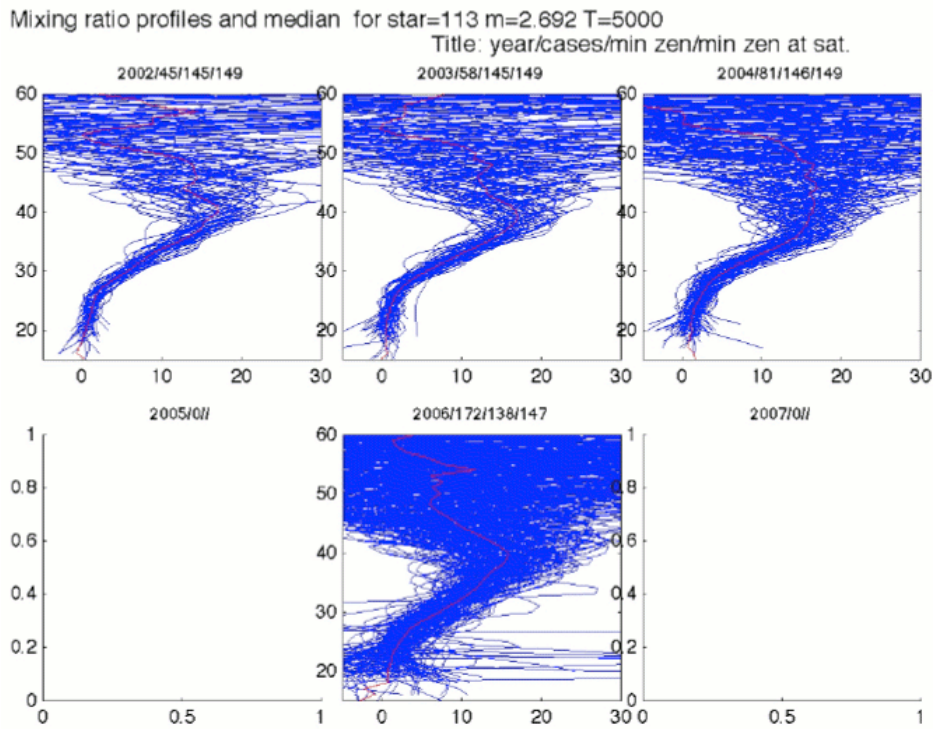 Mixing ratio profiles and median for star=113 m=2.692 T=5000
Title: year/cases/min zen/min zen at sat.
2002/45/145/149 2003/58/145/149 2004/81/146/149
60 60 60
50 50 50
40 40 40
30 30 30
20 20 20
0 10 20 30 0 10 20 30 0 10 20 30
2005/0// 2006/172/138/147 2007/0//
1 60 1
0.8 50 0.8
0.6 40 0.6
0.4 30 0.4
0.2 20 0.2
0 0
0 0.5 1 0 10 20 30 0 0.5 1